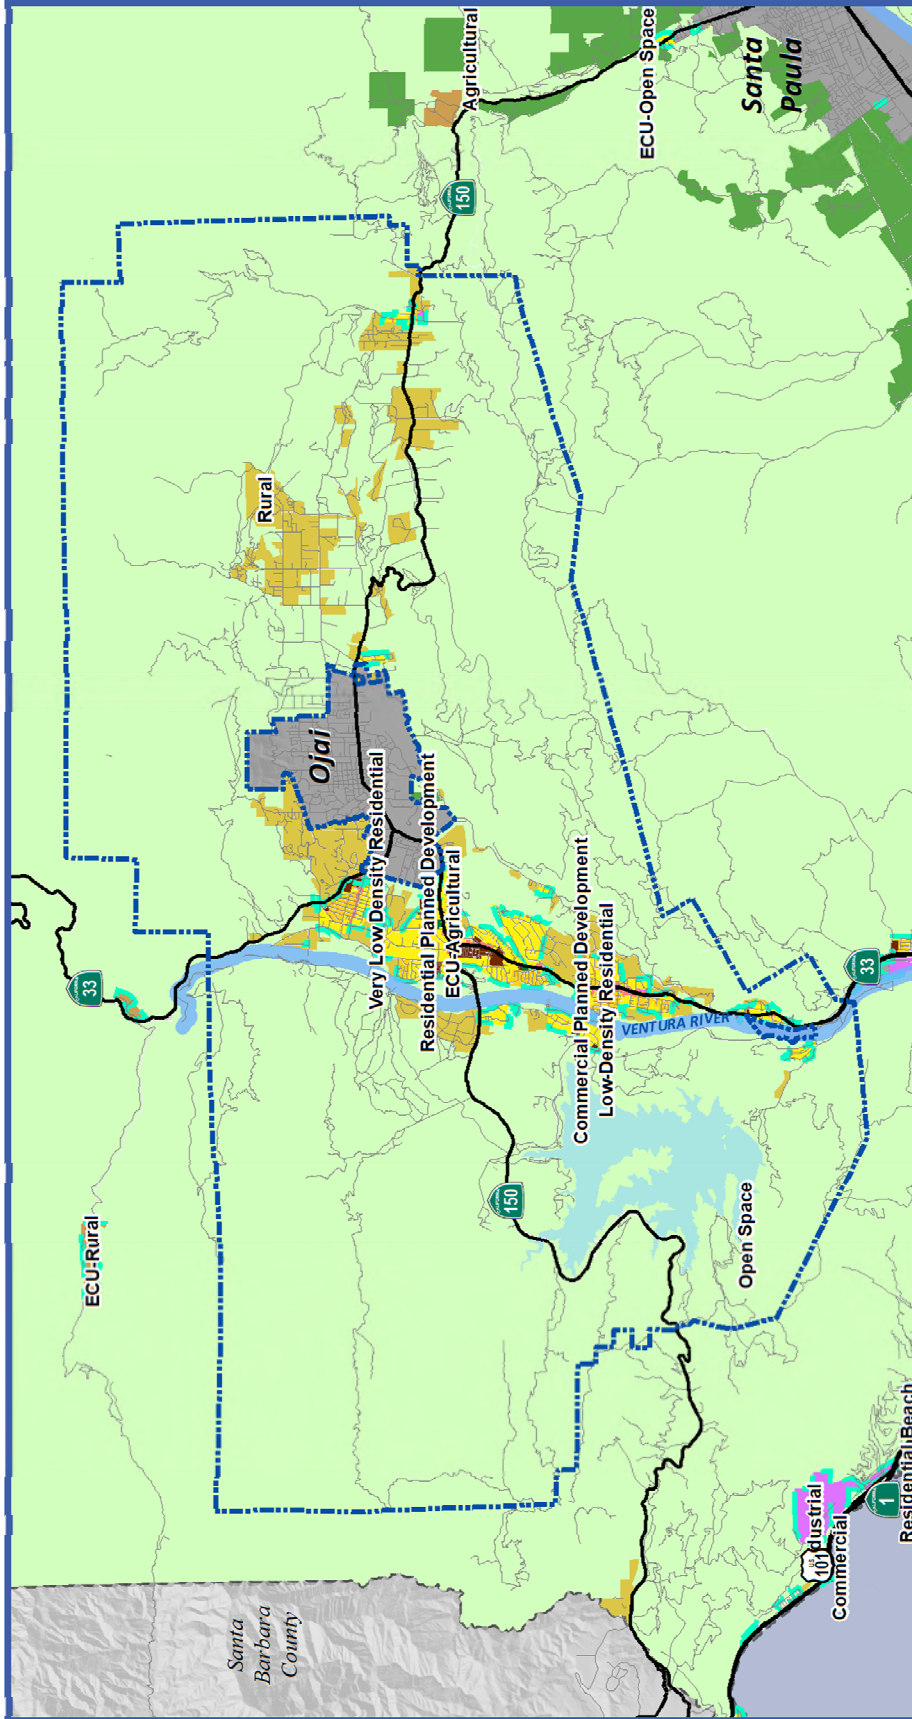 33
ECU-Rural
Santa
Barbara
County
Rural
Ojai
Very Low Density Residential
Residential Planned Development
ECU-Agricultural
150
Agricultural
150
Commercial Planned Development
Low-Density Residential
VENTURA RIVER
ECU-Open Space
Open Space
Santa
Paula
dustrial
US
101
Commercial
33
1
Residential Beach